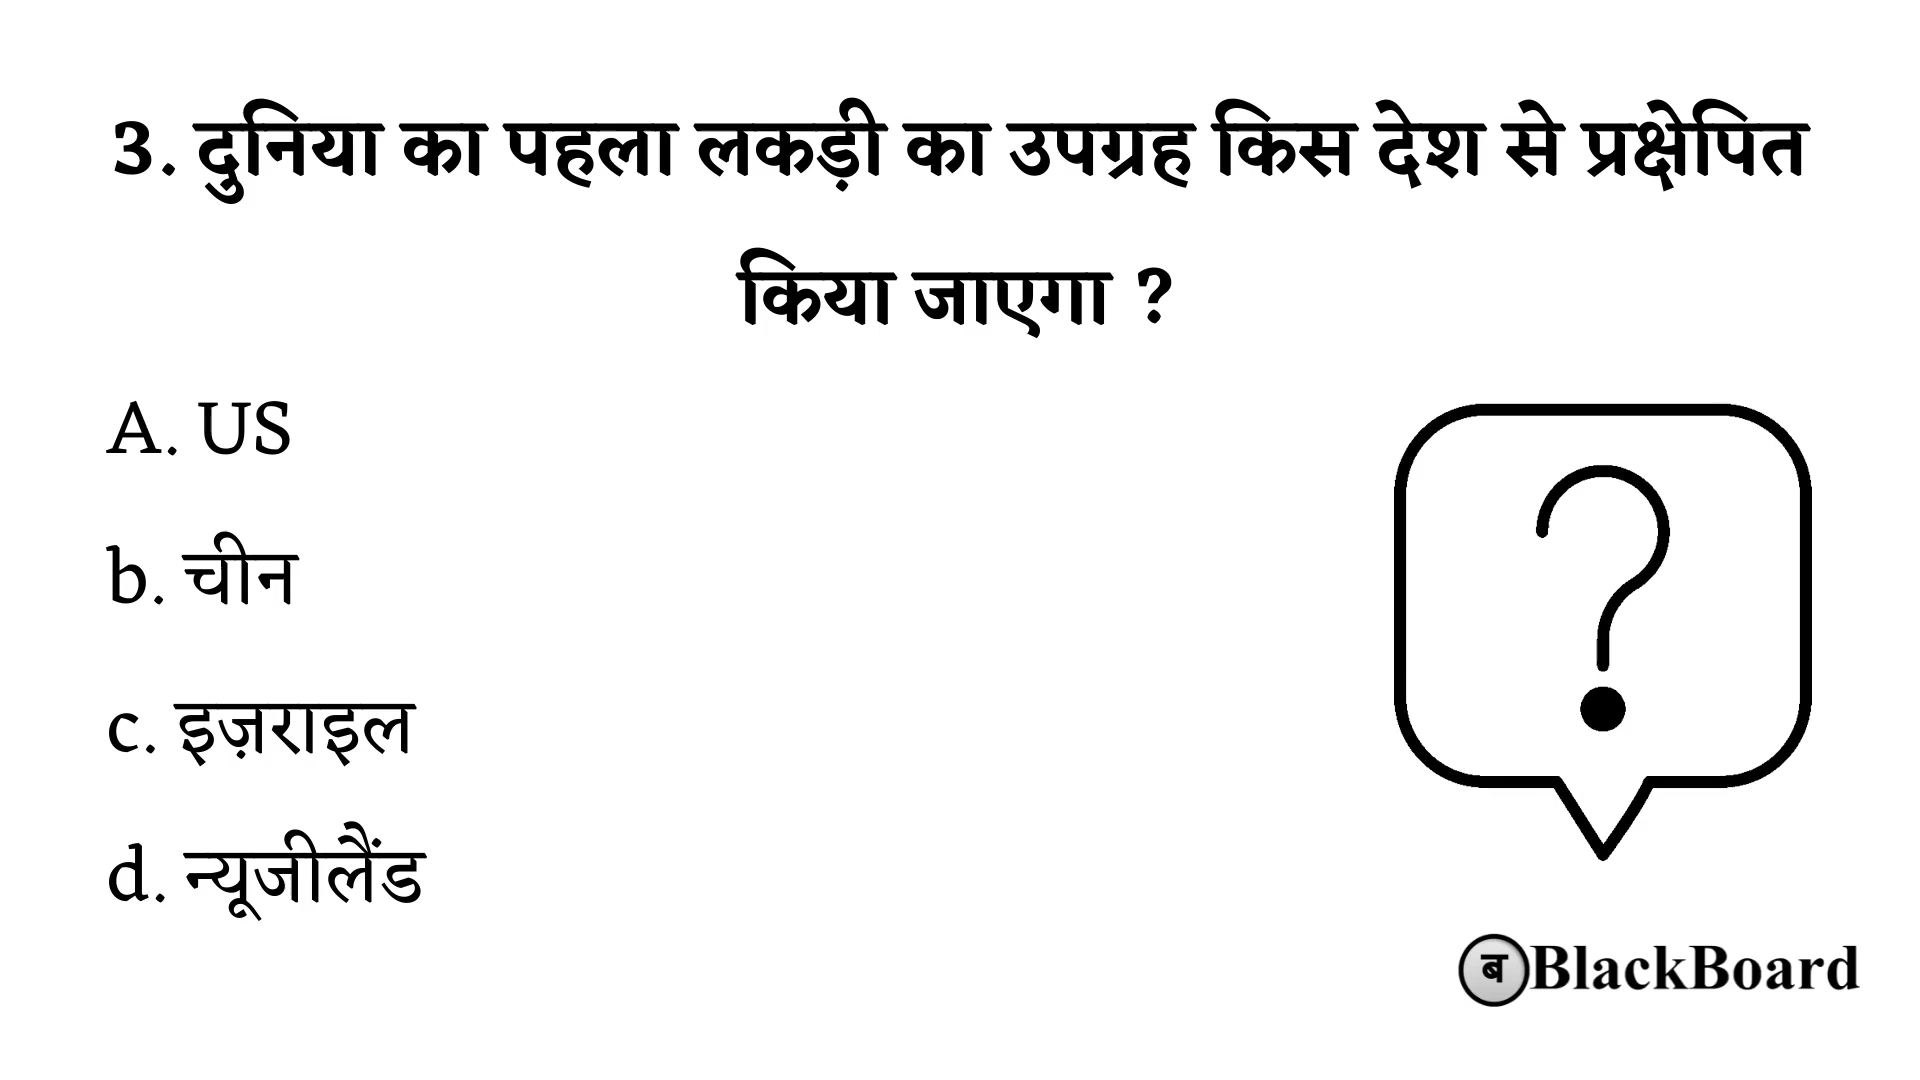 3. दुनिया का पहला लकड़ी का उपग्रह किस देश से प्रक्षेपित
किया जाएगा ?
A. US
b. चीन
c. इज़राइल
d. न्यूजीलैंड
ब BlackBoard